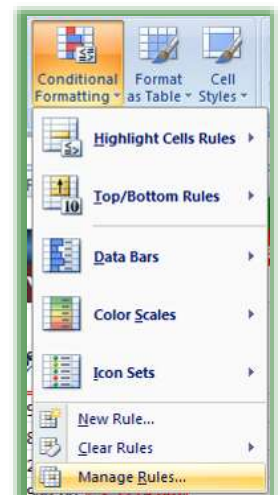 Conditional Format Cell
Formatting as Table Styles
Highlight Cells Rules
Top/Bottom Rules
Data Bars
Color Scales
Icon Sets
New Rule...
Clear Rules
Manage Rules...